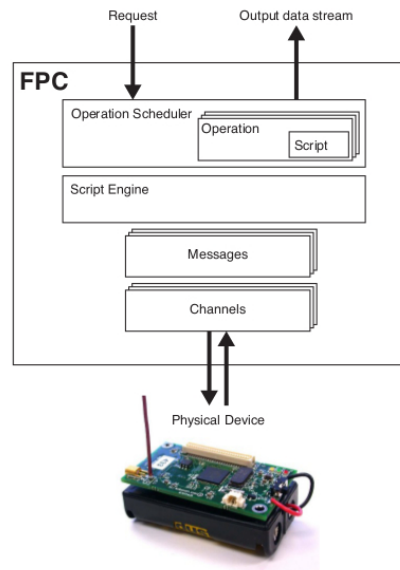 Request
Output data stream
FPC
Operation Scheduler
Operation
Script
Script Engine
Messages
Channels
Physical Device